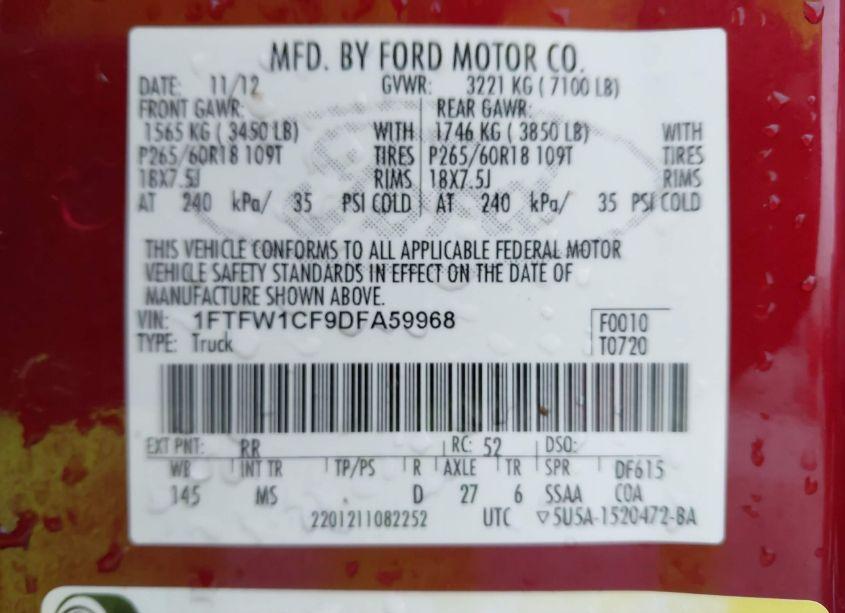 MFD. BY FORD MOTOR CO.
DATE: 11/12 GVWR: 3221 KG ( 7100 LB)
FRONT GAWR: REAR GAWR:
1565 KG ( 3450 LB) WITH 1746 KG ( 3850 LB) WITH
P265/60R18 109T TIRES P265/60R18 109T TIRES
18X7.5J RIMS 18X7.5J RIMS
AT 240 kPa/ 35 PSI COLD AT 240 kPa/ 35 PSI COLD
THIS VEHICLE CONFORMS TO ALL APPLICABLE FEDERAL MOTOR
VEHICLE SAFETY STANDARDS IN EFFECT ON THE DATE OF
MANUFACTURE SHOWN ABOVE.
VIN: 1FTFW1CF9DFA59968 F0010
TYPE: Truck T0720
EXT PNT: RR RC: 52 DSO:
WB INT TR TP/PS R AXLE TR SPR DF615
145 MS D 27 6 SSAA COA
2201211082252 UTC ▽5U5A-1520472-BA